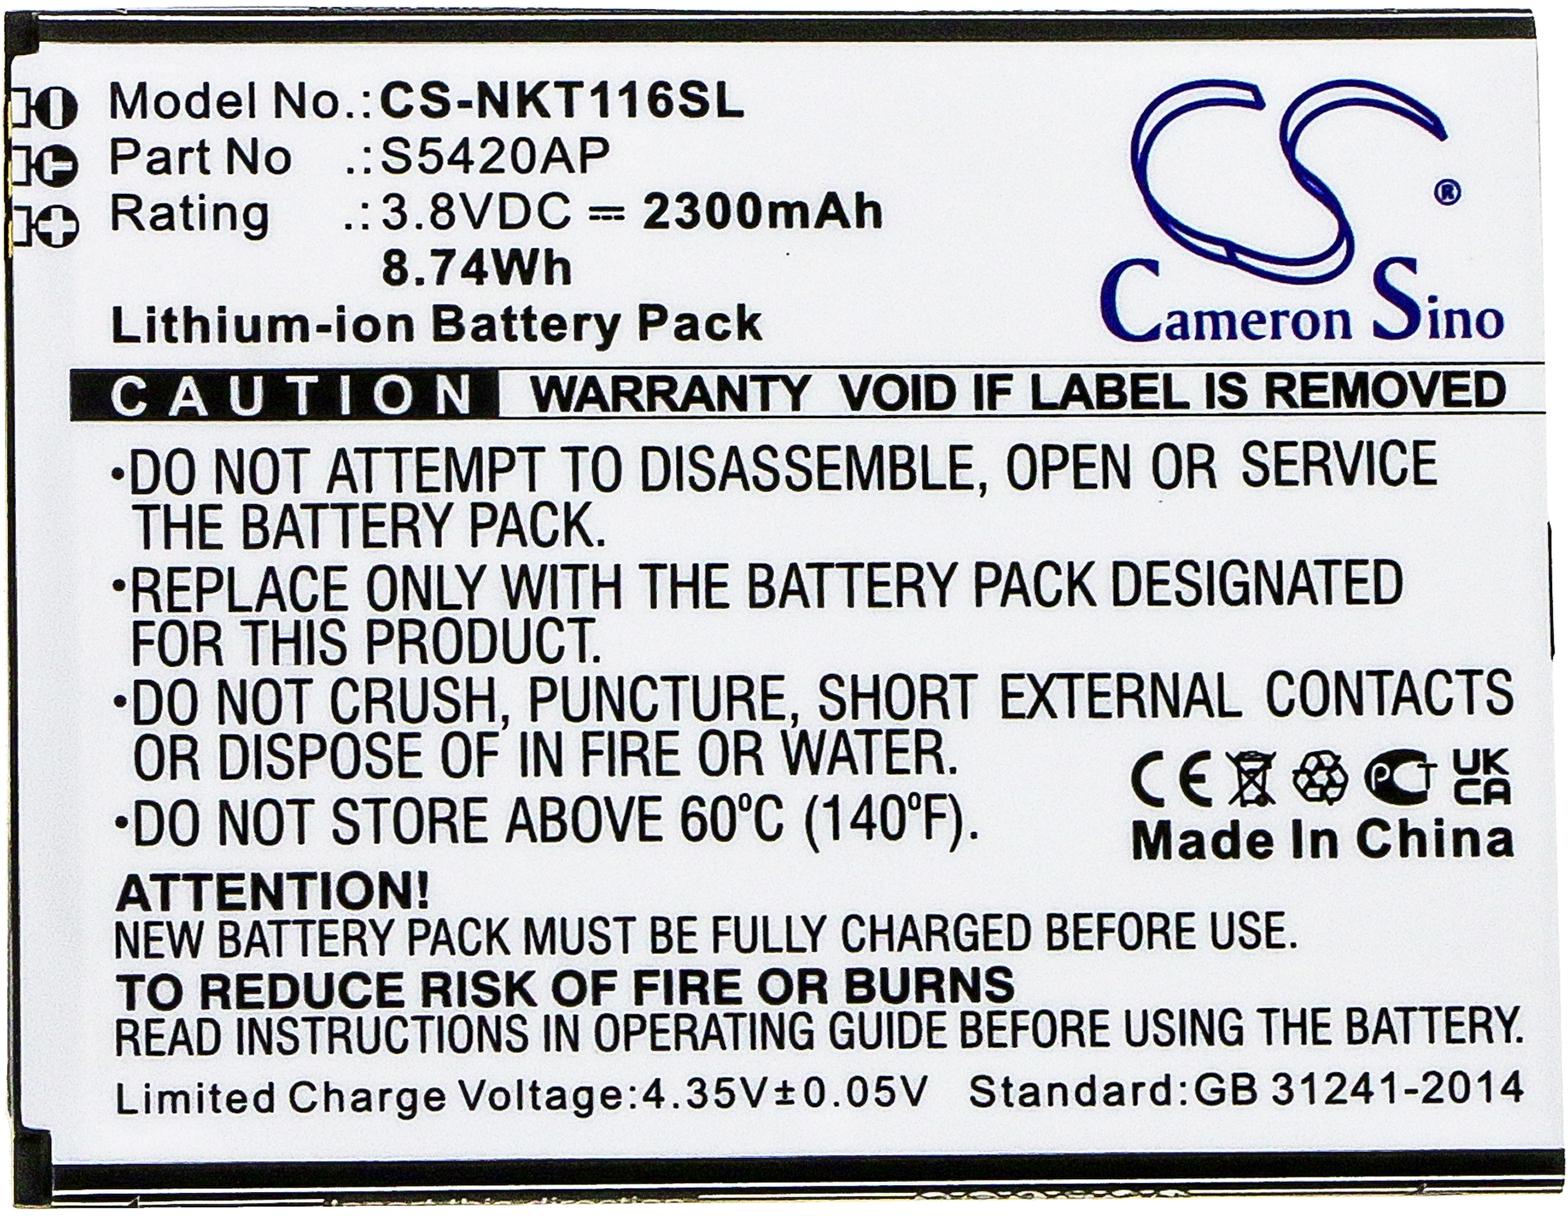 Model No.:CS-NKT116SL
Part No .:S5420AP
Rating .:3.8VDC ⎓ 2300mAh
8.74Wh
Lithium-ion Battery Pack
CS
®
Cameron Sino
CAUTION WARRANTY VOID IF LABEL IS REMOVED
•DO NOT ATTEMPT TO DISASSEMBLE, OPEN OR SERVICE
THE BATTERY PACK.
•REPLACE ONLY WITH THE BATTERY PACK DESIGNATED
FOR THIS PRODUCT.
•DO NOT CRUSH, PUNCTURE, SHORT EXTERNAL CONTACTS
OR DISPOSE OF IN FIRE OR WATER.
•DO NOT STORE ABOVE 60ºC (140ºF).
CE PCT UK
CA
Made In China
ATTENTION!
NEW BATTERY PACK MUST BE FULLY CHARGED BEFORE USE.
TO REDUCE RISK OF FIRE OR BURNS
READ INSTRUCTIONS IN OPERATING GUIDE BEFORE USING THE BATTERY.
Limited Charge Voltage:4.35V±0.05V Standard:GB 31241-2014